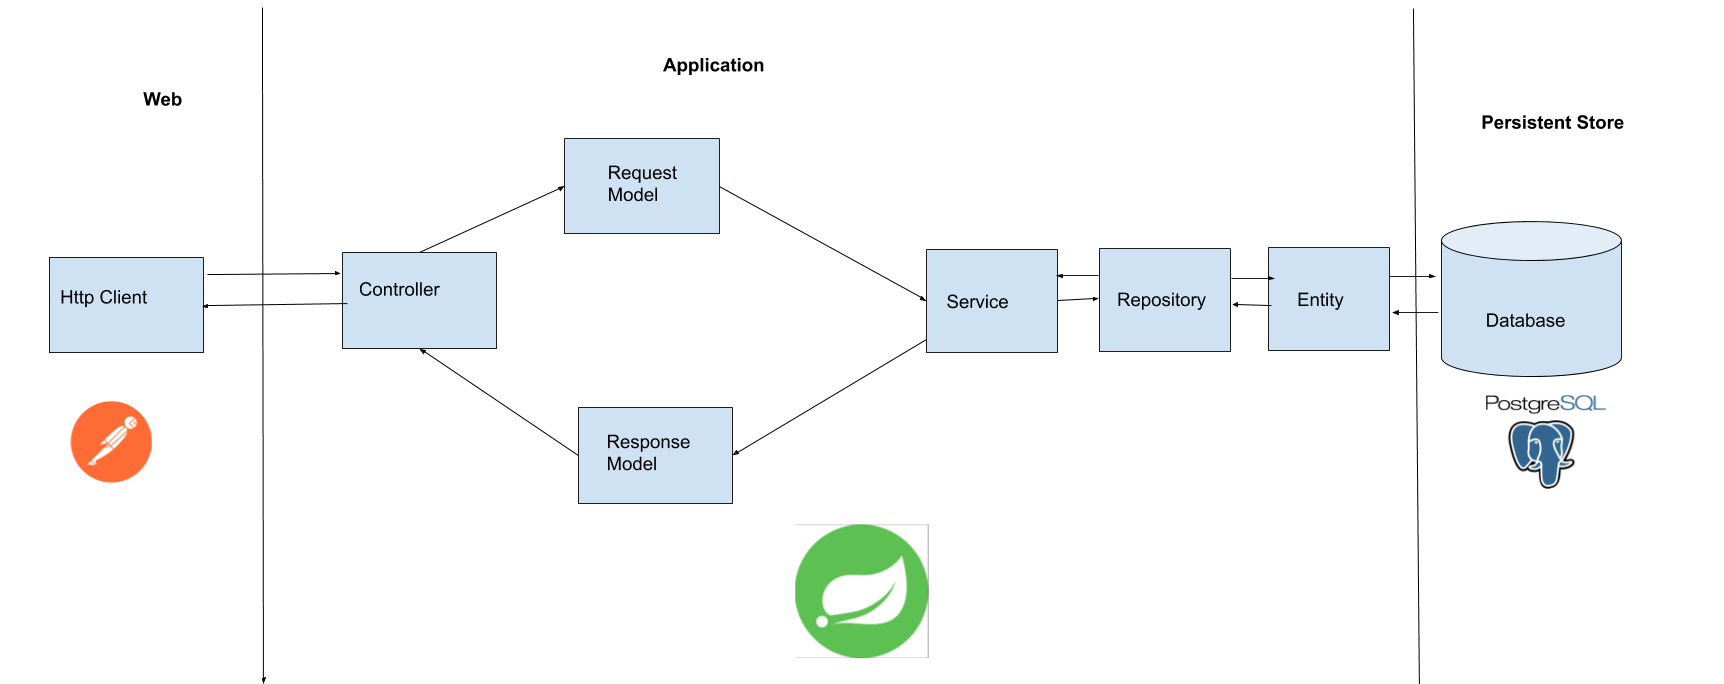 Application
Web
Persistent Store
Request
Model
Http Client
Controller
Service
Repository
Entity
Database
PostgreSQL
Response
Model